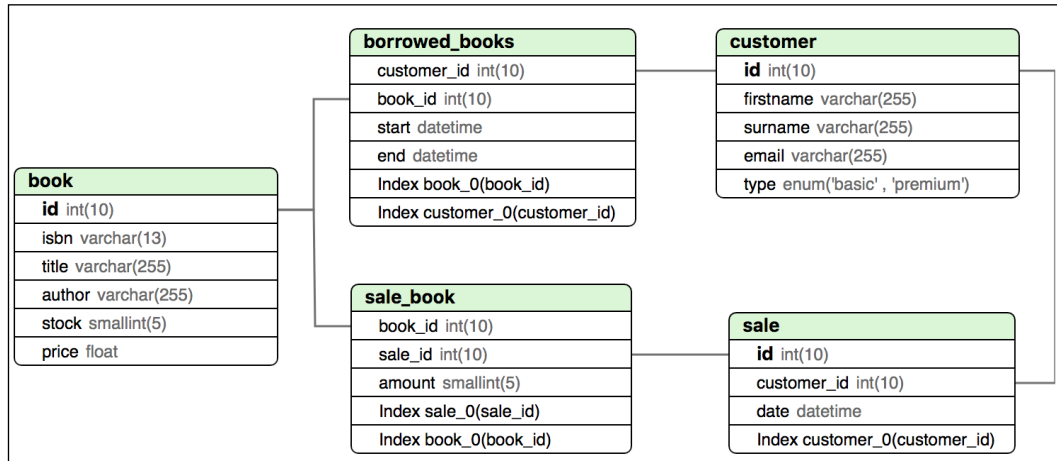 borrowed_books
customer_id int(10)
book_id int(10)
start datetime
end datetime
Index book_0(book_id)
Index customer_0(customer_id)
customer
id int(10)
firstname varchar(255)
surname varchar(255)
email varchar(255)
type enum('basic' , 'premium')
book
id int(10)
isbn varchar(13)
title varchar(255)
author varchar(255)
stock smallint(5)
price float
sale_book
book_id int(10)
sale_id int(10)
amount smallint(5)
Index sale_0(sale_id)
Index book_0(book_id)
sale
id int(10)
customer_id int(10)
date datetime
Index customer_0(customer_id)